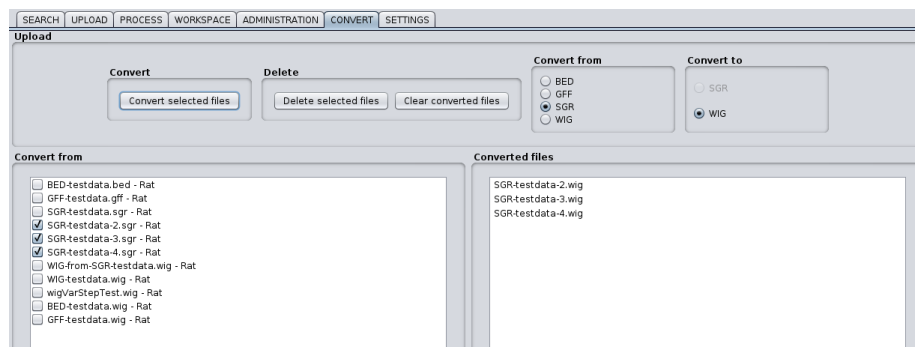 SEARCH UPLOAD PROCESS WORKSPACE ADMINISTRATION CONVERT SETTINGS
Upload
Convert
Convert selected files
Delete
Delete selected files Clear converted files
Convert from
BED
GFF
SGR
WIG
Convert to
SGR
WIG
Convert from
BED-testdata.bed - Rat
GFF-testdata.gff - Rat
SGR-testdata.sgr - Rat
SGR-testdata-2.sgr - Rat
SGR-testdata-3.sgr - Rat
SGR-testdata-4.sgr - Rat
WIG-from-SGR-testdata.wig - Rat
WIG-testdata.wig - Rat
wigVarStepTest.wig - Rat
BED-testdata.wig - Rat
GFF-testdata.wig - Rat
Converted files
SGR-testdata-2.wig
SGR-testdata-3.wig
SGR-testdata-4.wig